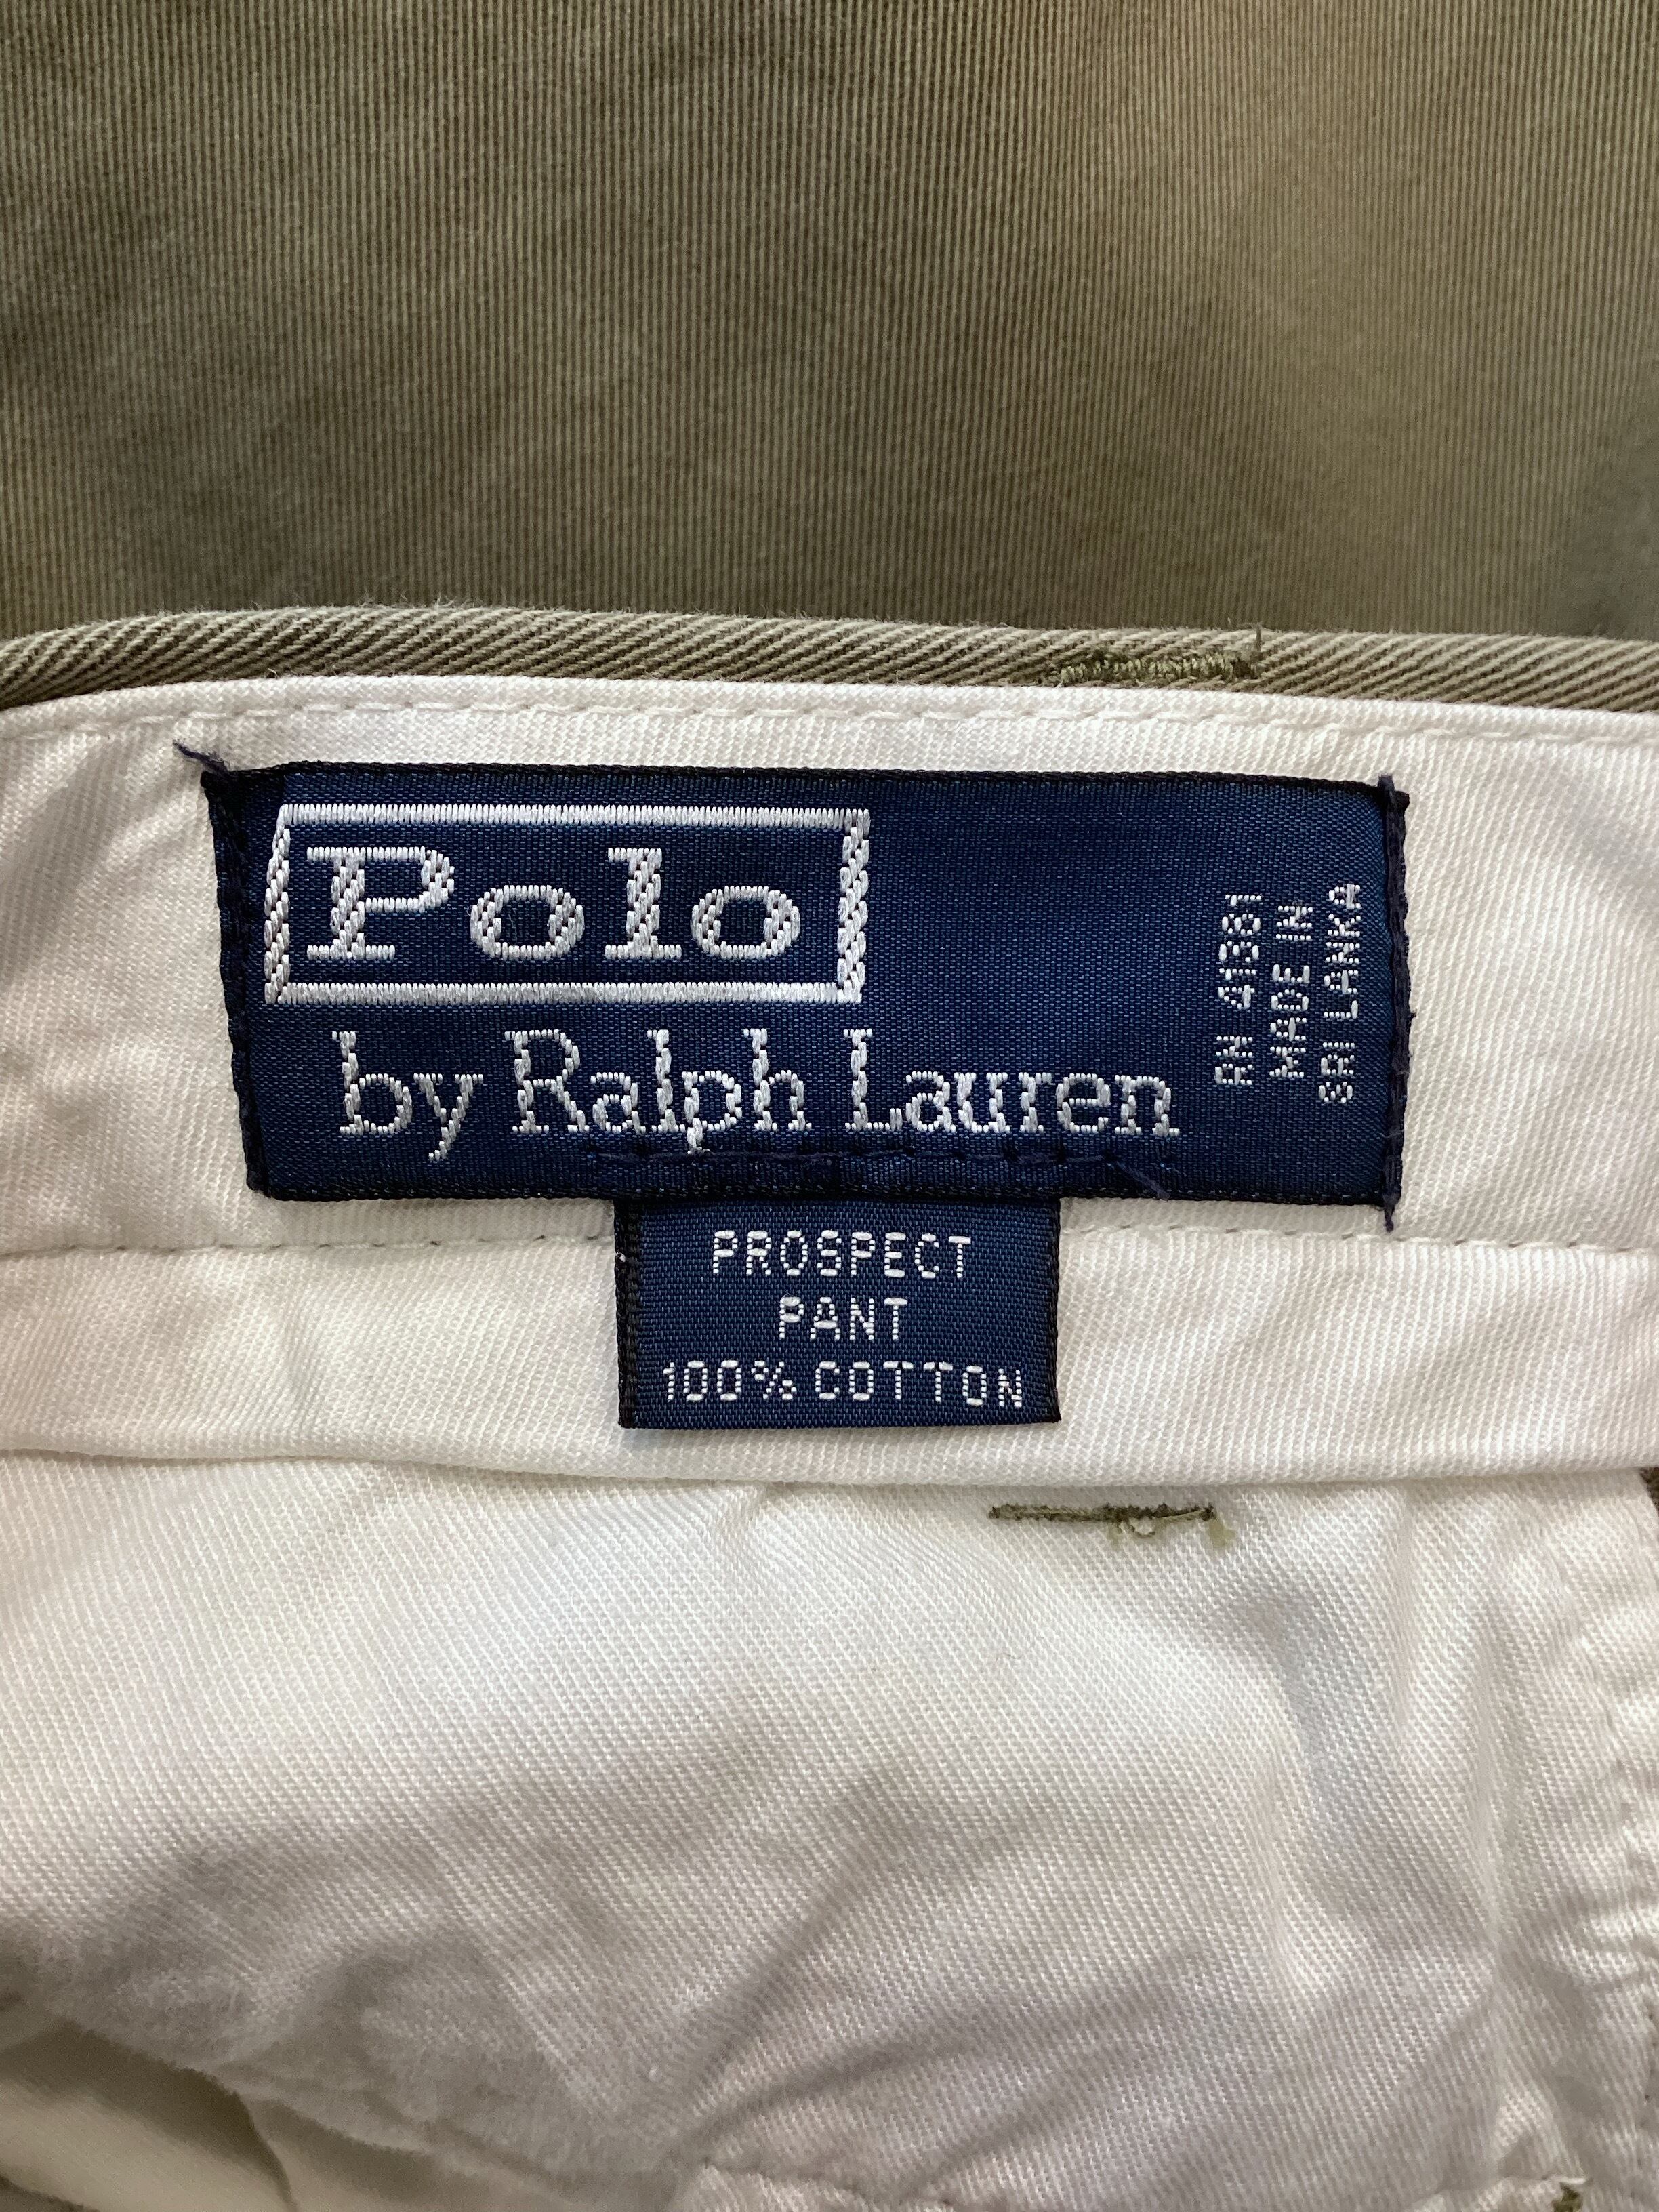 Polo
by Ralph Lauren
RN 41381
MADE IN
SRI LANKA
PROSPECT
PANT
100% COTTON